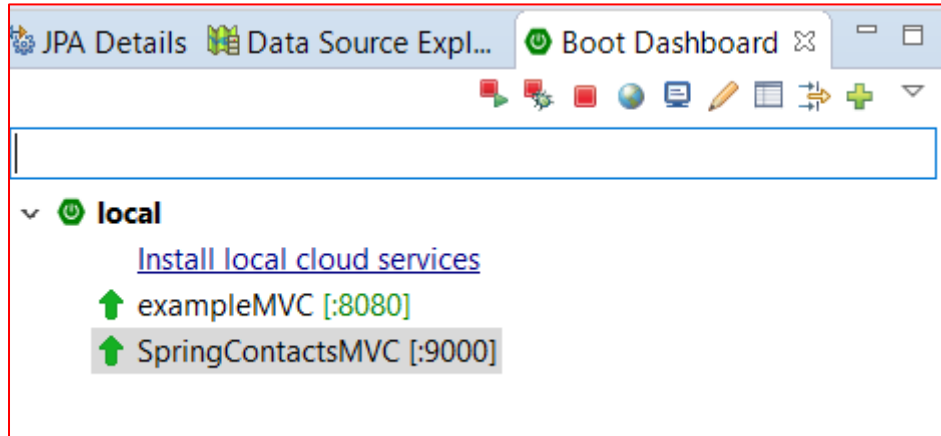 JPA Details Data Source Expl... Boot Dashboard
local
Install local cloud services
exampleMVC [:8080]
SpringContactsMVC [:9000]